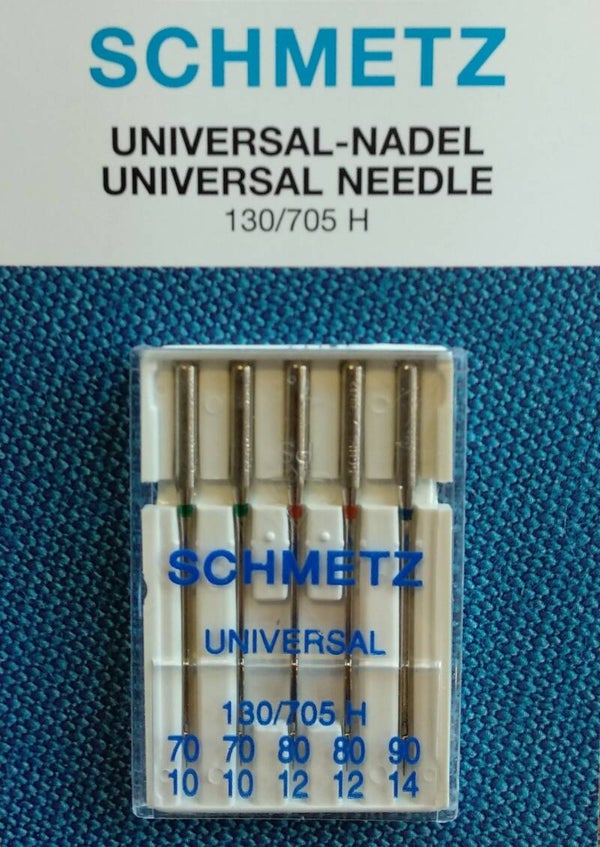 SCHMETZ
UNIVERSAL-NADEL
UNIVERSAL NEEDLE
130/705 H
SCHMETZ
UNIVERSAL
130/705 H
70 70 80 80 90
10 10 12 12 14